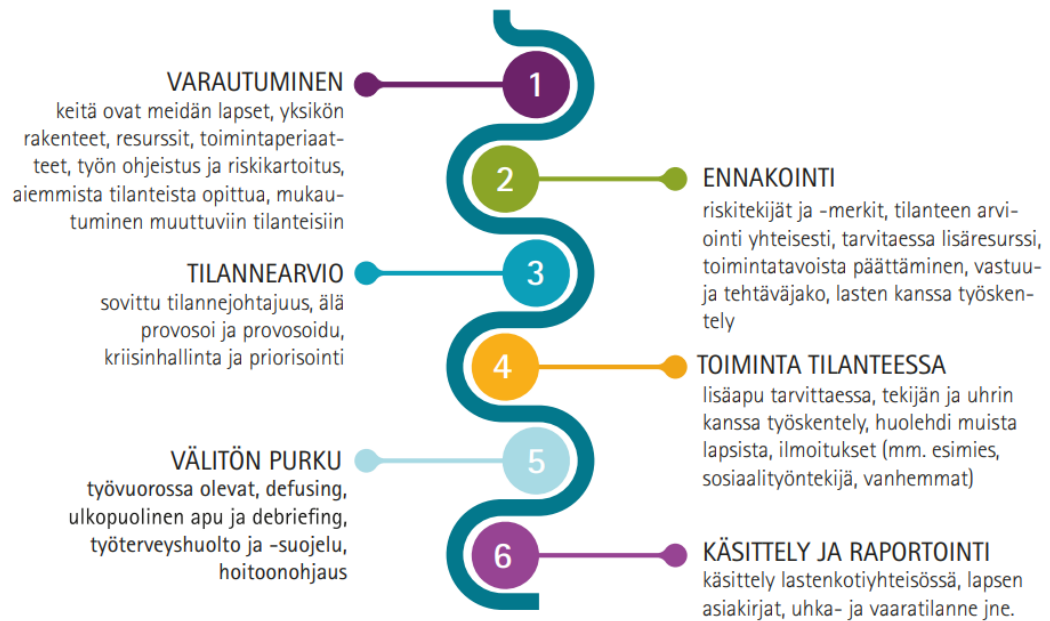 1
VARAUTUMINEN
keitä ovat meidän lapset, yksikön
rakenteet, resurssit, toimintaperiaat-
teet, työn ohjeistus ja riskikartoitus,
aiemmista tilanteista opittua, mukau-
tuminen muuttuviin tilanteisiin
2
ENNAKOINTI
riskitekijät ja -merkit, tilanteen arvi-
ointi yhteisesti, tarvitaessa lisäresurssi,
toimintatavoista päättäminen, vastuu-
ja tehtäväjako, lasten kanssa työsken-
tely
3
TILANNEARVIO
sovittu tilannejohtajuus, älä
provosoi ja provosoidu,
kriisinhallinta ja priorisointi
4
TOIMINTA TILANTEESSA
lisäapu tarvittaessa, tekijän ja uhrin
kanssa työskentely, huolehdi muista
lapsista, ilmoitukset (mm. esimies,
sosiaalityöntekijä, vanhemmat)
5
VÄLITÖN PURKU
työvuorossa olevat, defusing,
ulkopuolinen apu ja debriefing,
työterveyshuolto ja -suojelu,
hoitoonohjaus
6
KÄSITTELY JA RAPORTOINTI
käsittely lastenkotiyhteisössä, lapsen
asiakirjat, uhka- ja vaaratilanne jne.